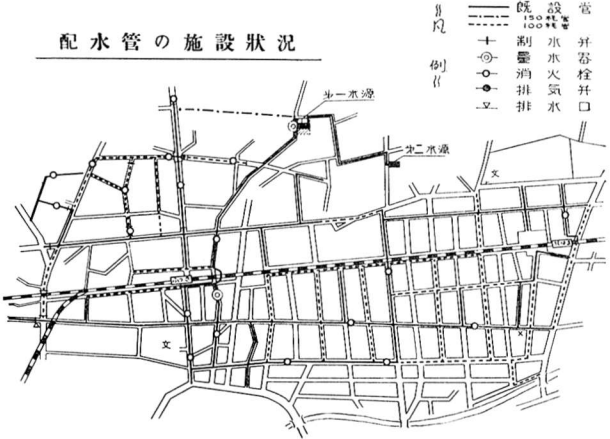 配水管の施設狀況
凡例
既設管
150粍管
100粍管
制水弁
量水器
消火栓
排気弁
排水口
第一水源
第二水源
文
文